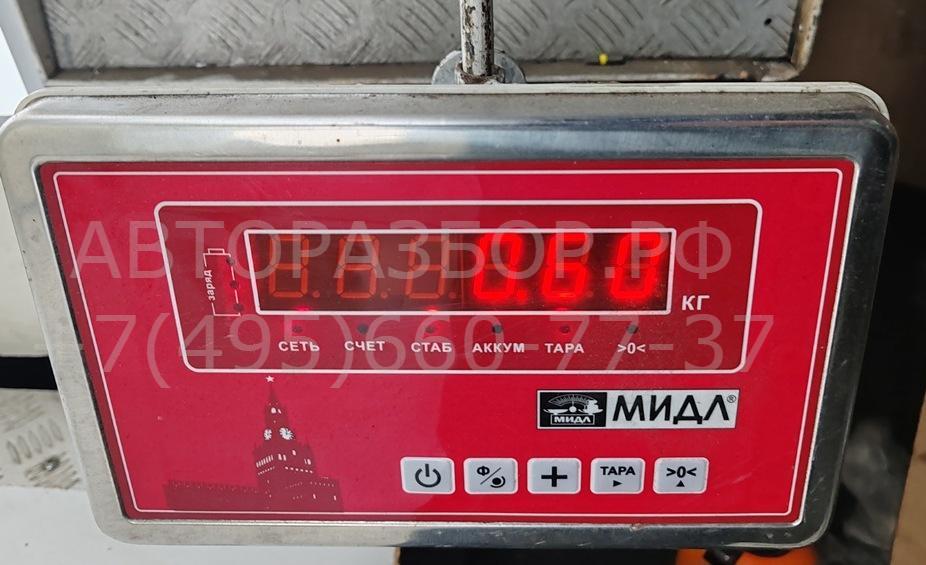 АВТОРАЗБОР.РФ
7(495)660-77-37
заряд
0.60
КГ
СЕТЬ СЧЕТ СТАБ АККУМ ТАРА >0<
МИДЛ МИДЛ®
Ф + ТАРА >0<